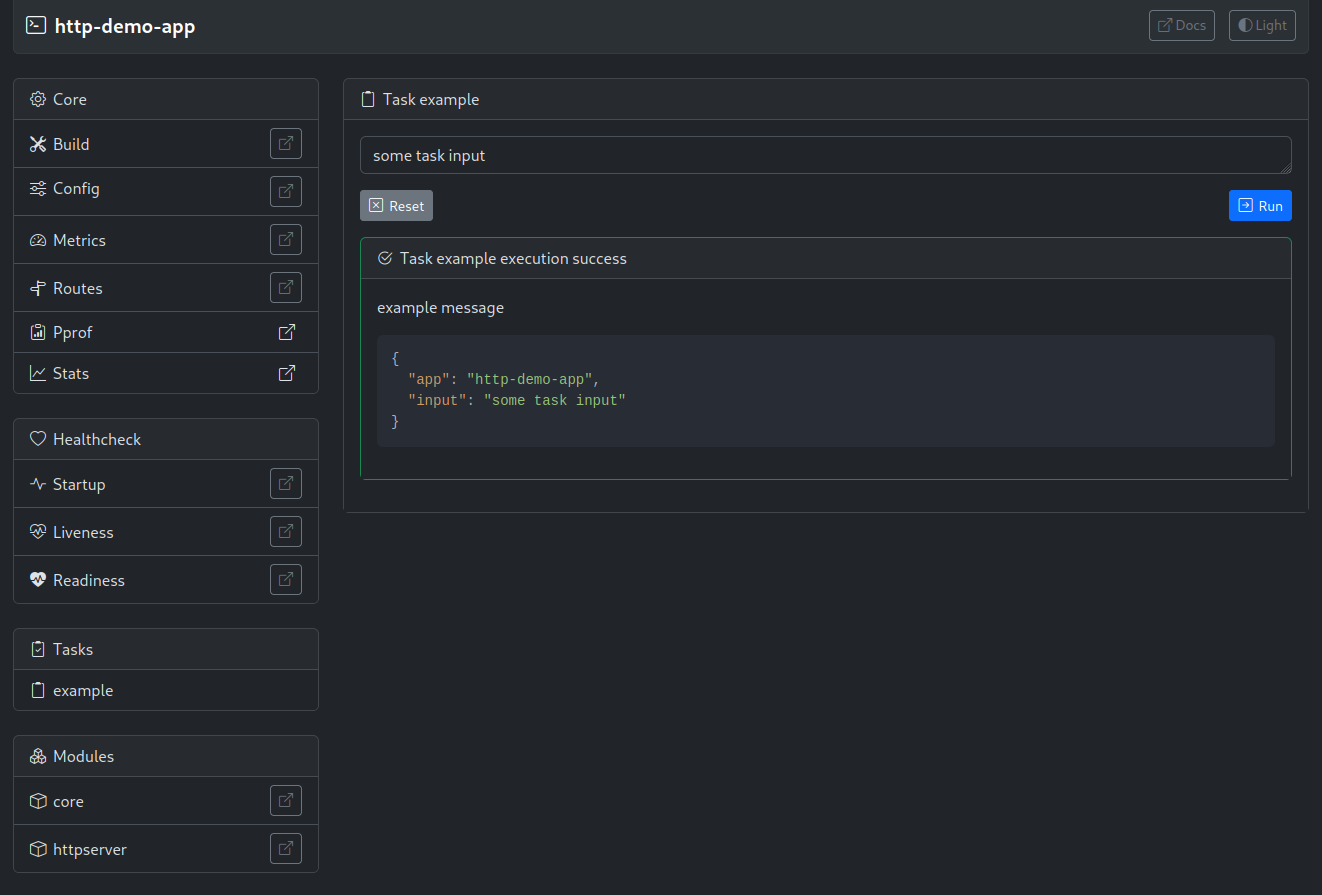 http-demo-app
Docs
Light
Core
Build
Config
Metrics
Routes
Pprof
Stats
Healthcheck
Startup
Liveness
Readiness
Tasks
example
Modules
core
httpserver
Task example
some task input
Reset
Run
Task example execution success
example message
{
"app": "http-demo-app",
"input": "some task input"
}